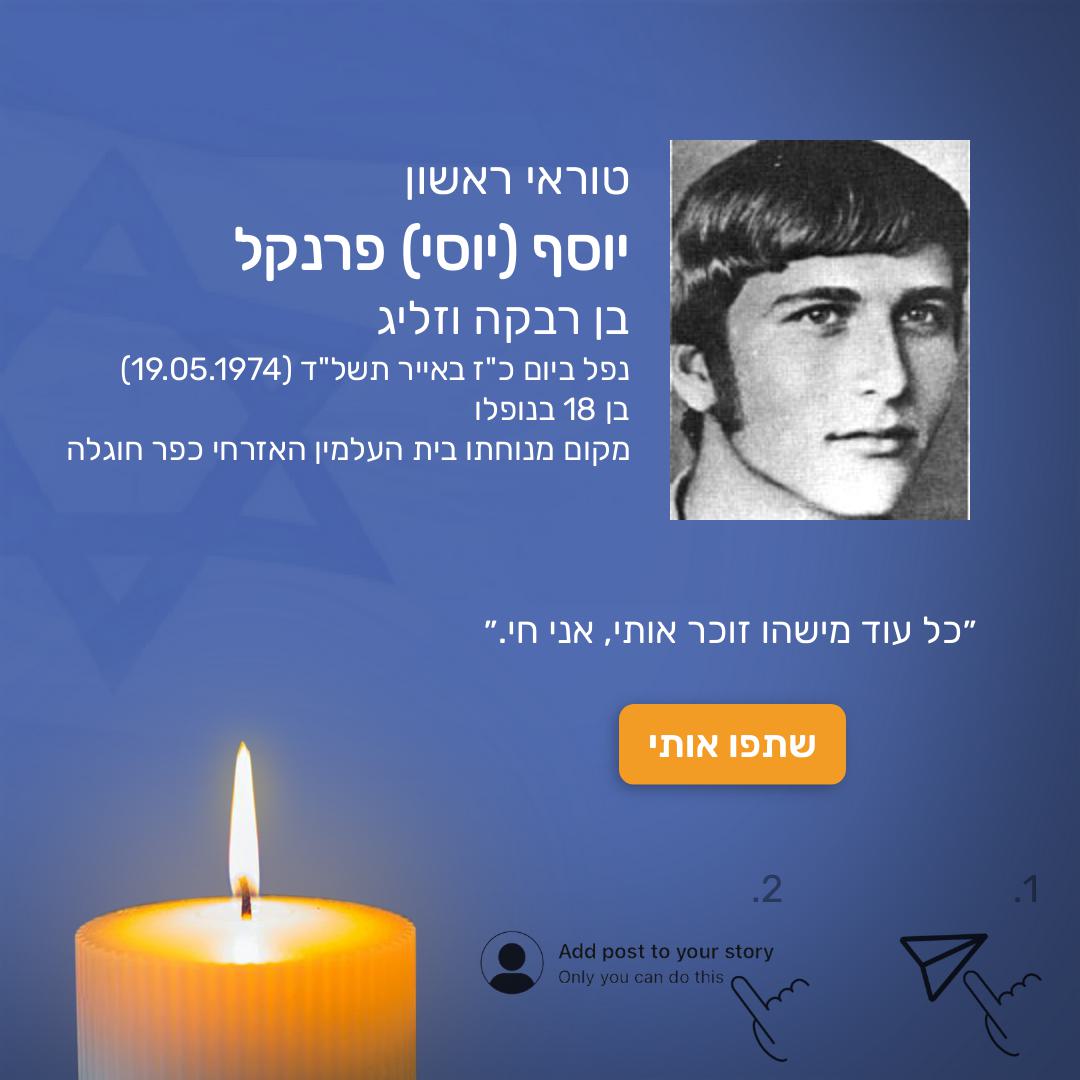 טוראי ראשון
יוסף (יוסי) פרנקל
בן רבקה וזליג
נפל ביום כ"ז באייר תשל"ד (19.05.1974)
בן 18 בנופלו
מקום מנוחתו בית העלמין האזרחי כפר חוגלה
״כל עוד מישהו זוכר אותי, אני חי.״
שתפו אותי
1.
2.
Add post to your story
Only you can do this